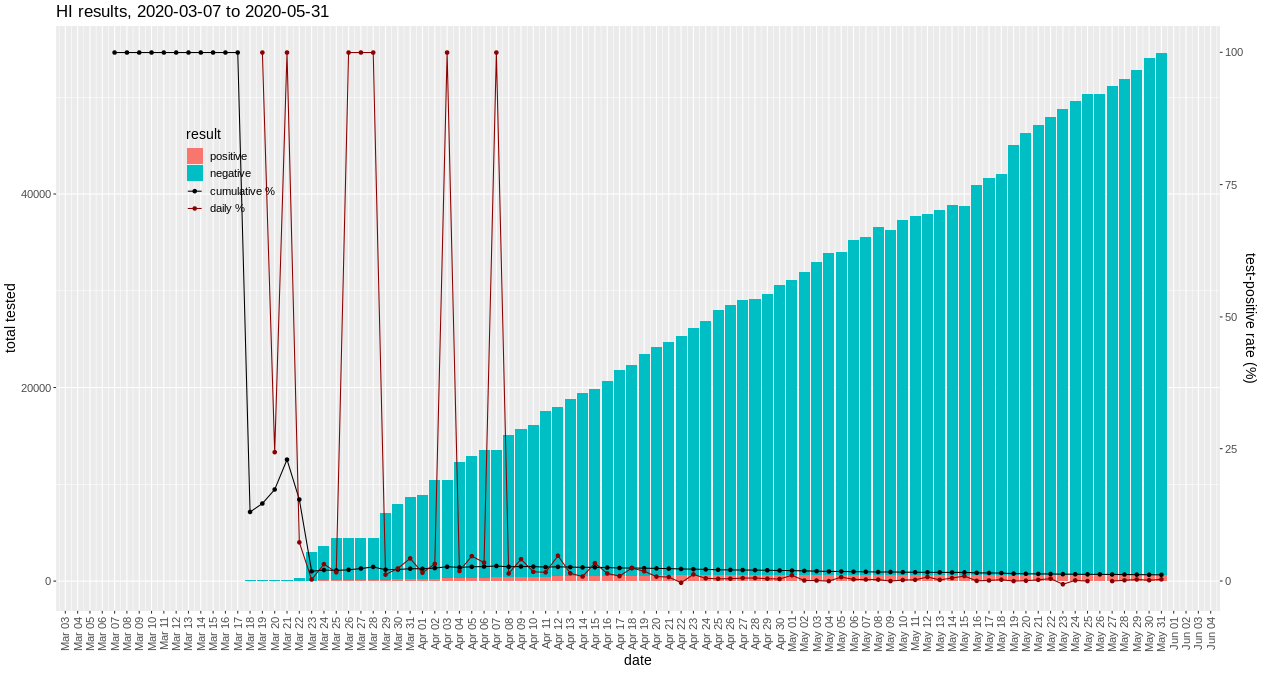 HI results, 2020-03-07 to 2020-05-31
result
positive
negative
cumulative %
daily %
total tested
40000
20000
0
test-positive rate (%)
100
75
50
25
0
Mar 03
Mar 04
Mar 05
Mar 06
Mar 07
Mar 08
Mar 09
Mar 10
Mar 11
Mar 12
Mar 13
Mar 14
Mar 15
Mar 16
Mar 17
Mar 18
Mar 19
Mar 20
Mar 21
Mar 22
Mar 23
Mar 24
Mar 25
Mar 26
Mar 27
Mar 28
Mar 29
Mar 30
Mar 31
Apr 01
Apr 02
Apr 03
Apr 04
Apr 05
Apr 06
Apr 07
Apr 08
Apr 09
Apr 10
Apr 11
Apr 12
Apr 13
Apr 14
Apr 15
Apr 16
Apr 17
Apr 18
Apr 19
Apr 20
Apr 21
Apr 22
Apr 23
Apr 24
Apr 25
Apr 26
Apr 27
Apr 28
Apr 29
Apr 30
May 01
May 02
May 03
May 04
May 05
May 06
May 07
May 08
May 09
May 10
May 11
May 12
May 13
May 14
May 15
May 16
May 17
May 18
May 19
May 20
May 21
May 22
May 23
May 24
May 25
May 26
May 27
May 28
May 29
May 30
May 31
Jun 01
Jun 02
Jun 03
Jun 04
date